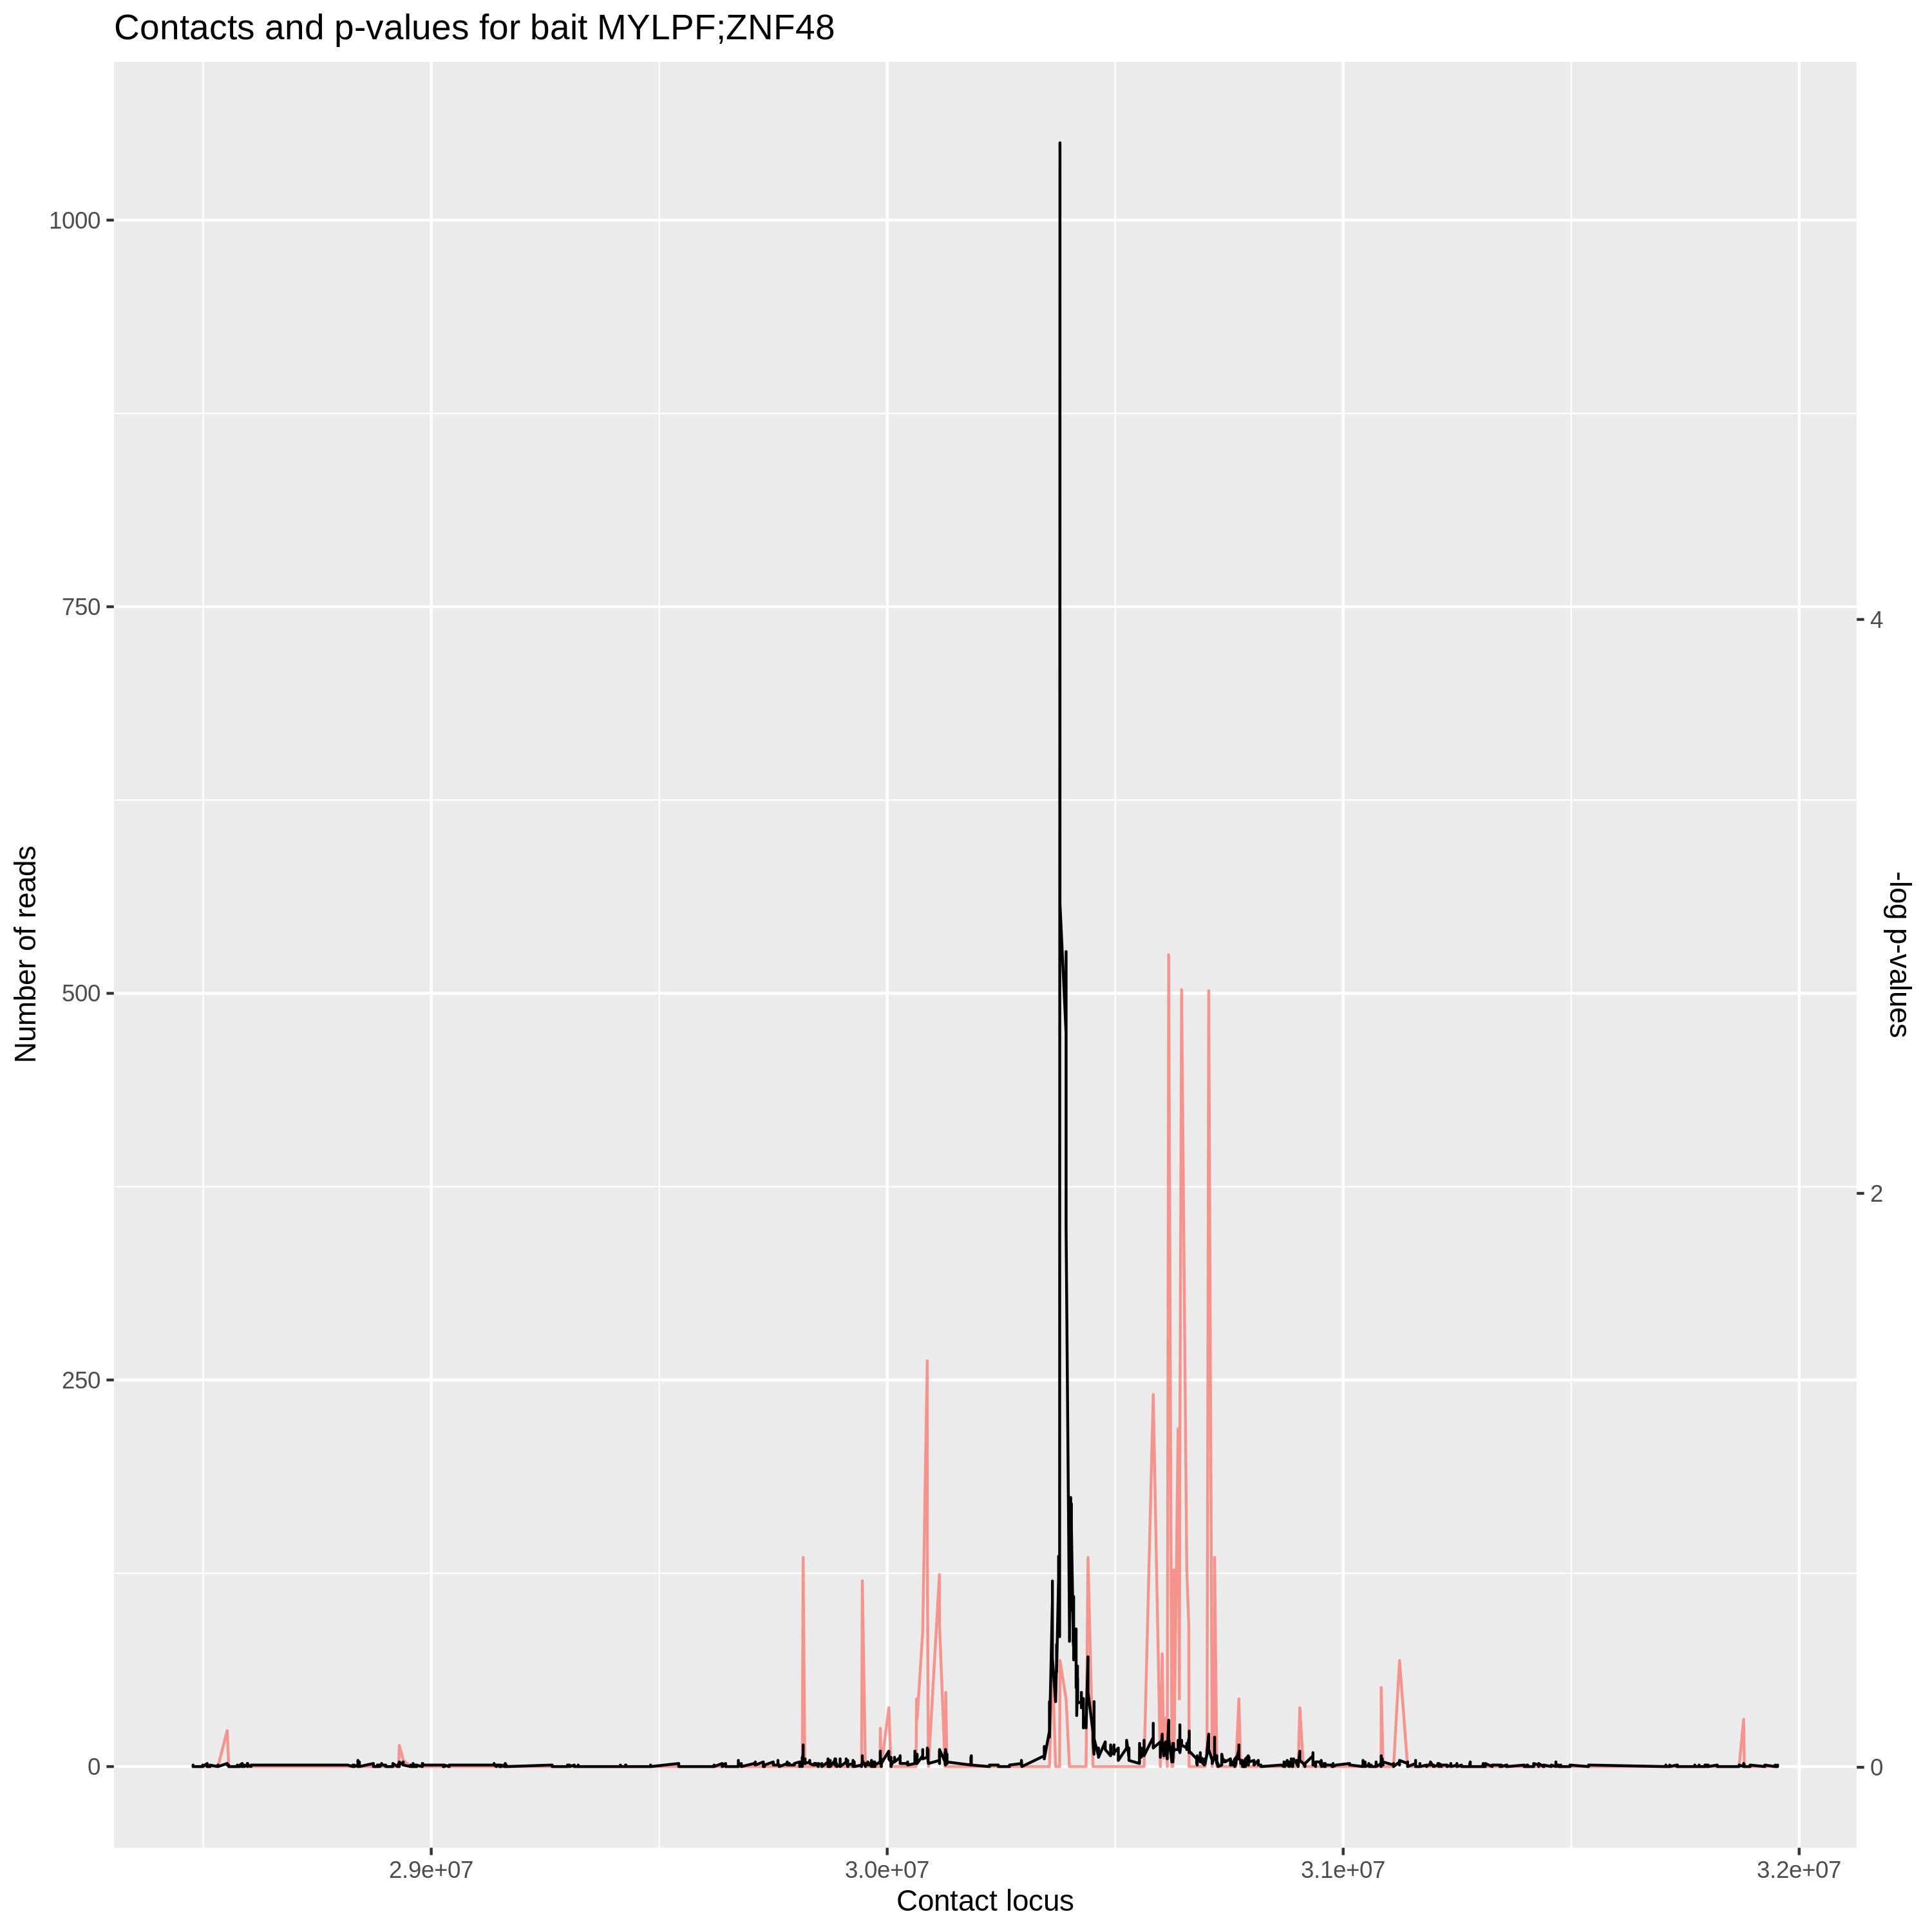 Contacts and p-values for bait MYLPF;ZNF48
1000
750
500
250
0
Number of reads
4
2
0
-log p-values
2.9e+07
3.0e+07
3.1e+07
3.2e+07
Contact locus